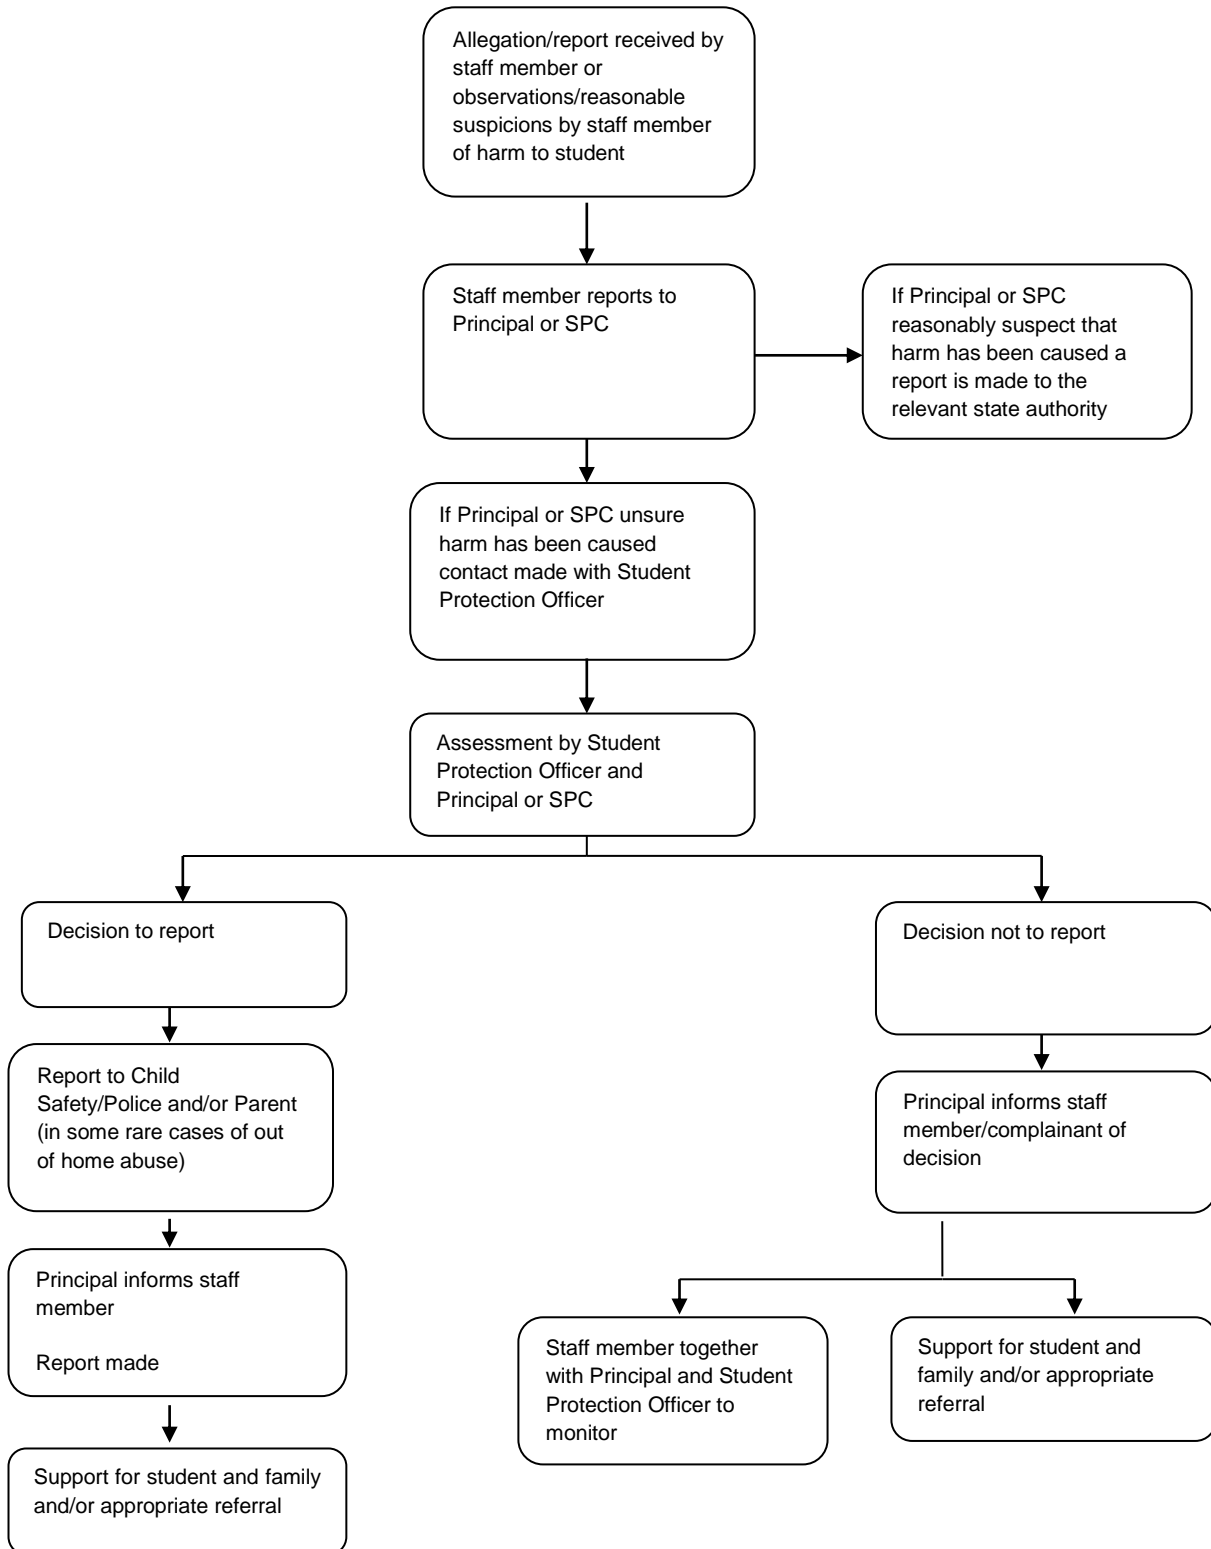 Allegation/report received by
staff member or
observations/reasonable
suspicions by staff member
of harm to student
Staff member reports to
Principal or SPC
If Principal or SPC
reasonably suspect that
harm has been caused a
report is made to the
relevant state authority
If Principal or SPC unsure
harm has been caused
contact made with Student
Protection Officer
Assessment by Student
Protection Officer and
Principal or SPC
Decision to report
Report to Child
Safety/Police and/or Parent
(in some rare cases of out
of home abuse)
Principal informs staff
member
Report made
Support for student and family
and/or appropriate referral
Decision not to report
Principal informs staff
member/complainant of
decision
Staff member together
with Principal and Student
Protection Officer to
monitor
Support for student and
family and/or appropriate
referral